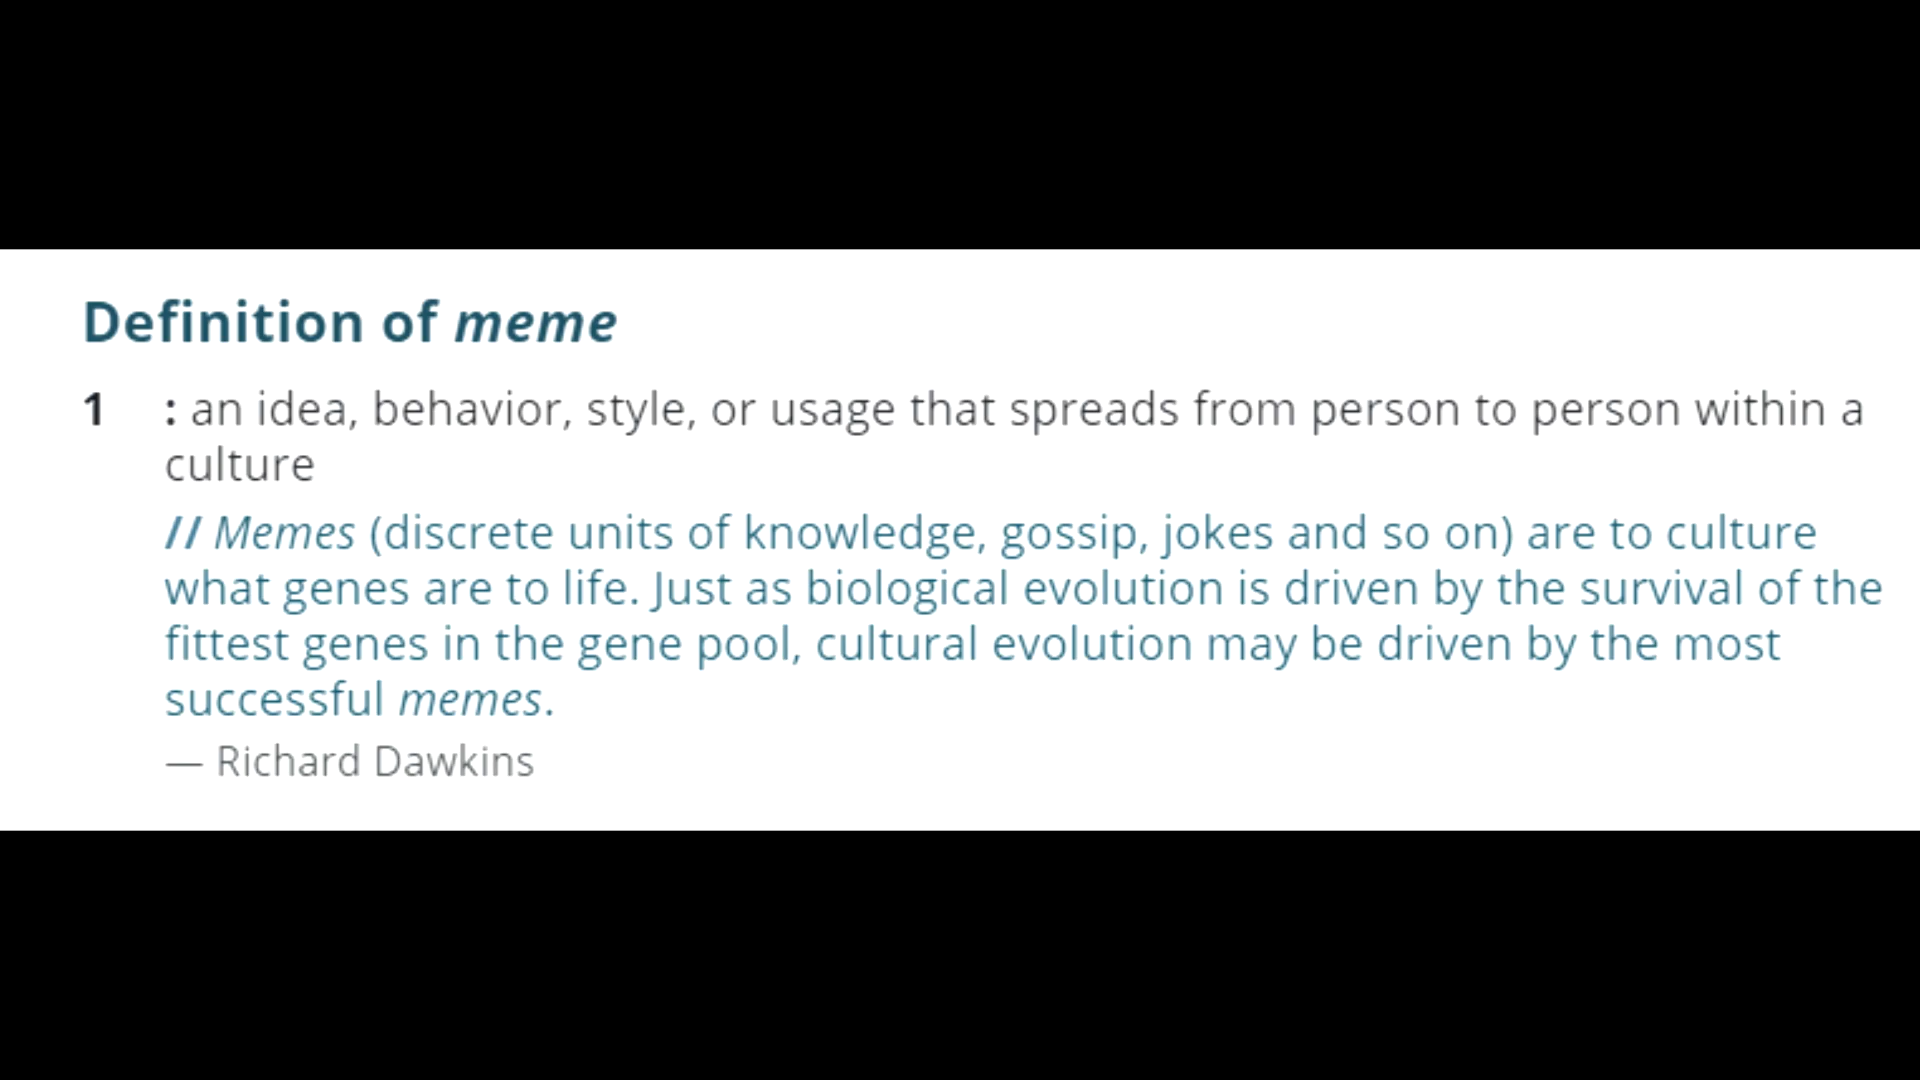 Definition of meme
1 : an idea, behavior, style, or usage that spreads from person to person within a
culture
// Memes (discrete units of knowledge, gossip, jokes and so on) are to culture
what genes are to life. Just as biological evolution is driven by the survival of the
fittest genes in the gene pool, cultural evolution may be driven by the most
successful memes.
— Richard Dawkins